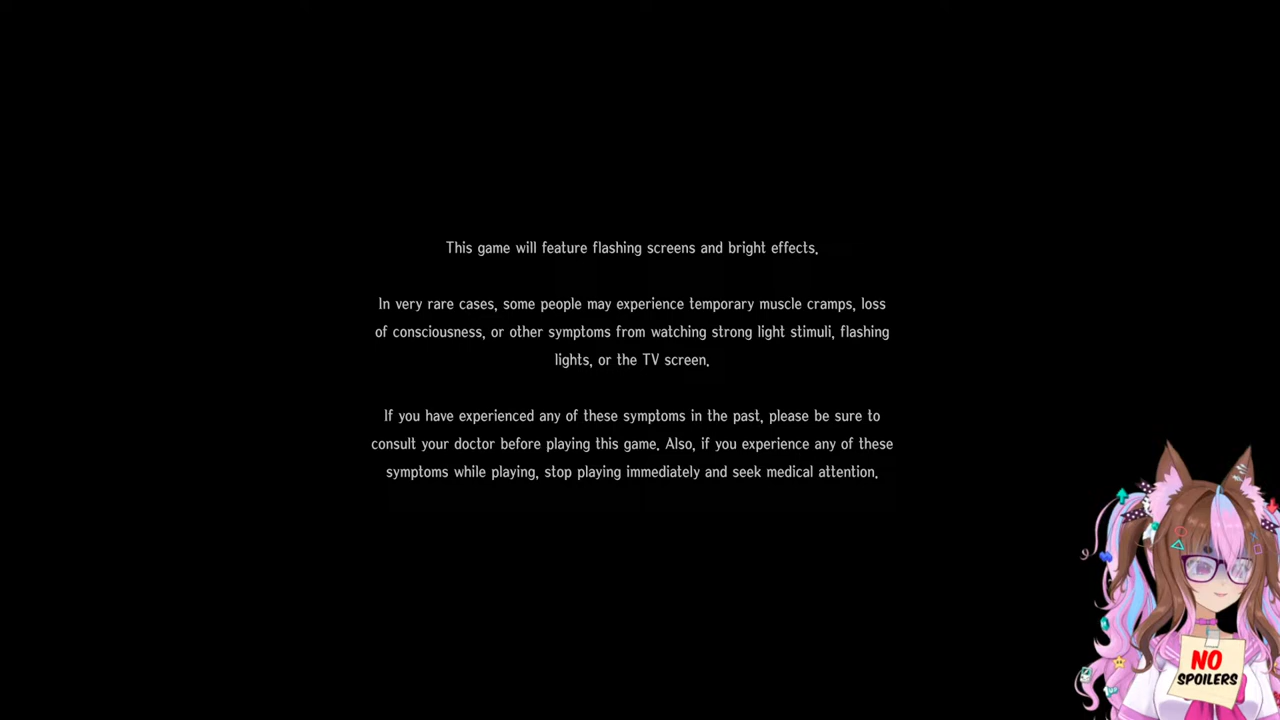 This game will feature flashing screens and bright effects.
In very rare cases, some people may experience temporary muscle cramps, loss
of consciousness, or other symptoms from watching strong light stimuli, flashing
lights, or the TV screen.
If you have experienced any of these symptoms in the past, please be sure to
consult your doctor before playing this game. Also, if you experience any of these
symptoms while playing, stop playing immediately and seek medical attention.
NO
SPOILERS